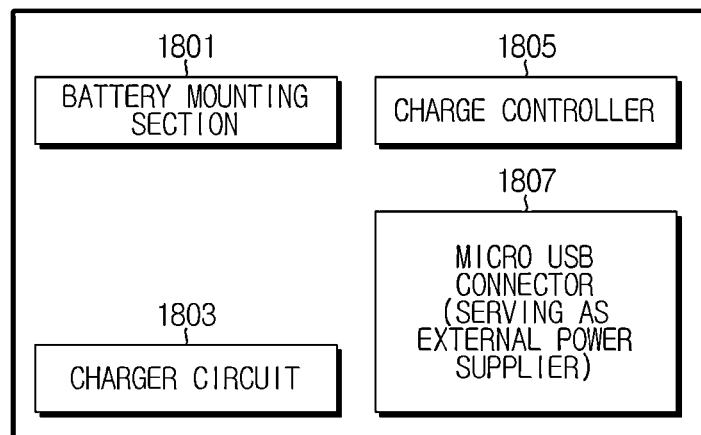 1801
BATTERY MOUNTING
SECTION
1805
CHARGE CONTROLLER
1807
MICRO USB
CONNECTOR
(SERVING AS
EXTERNAL POWER
SUPPLIER)
1803
CHARGER CIRCUIT